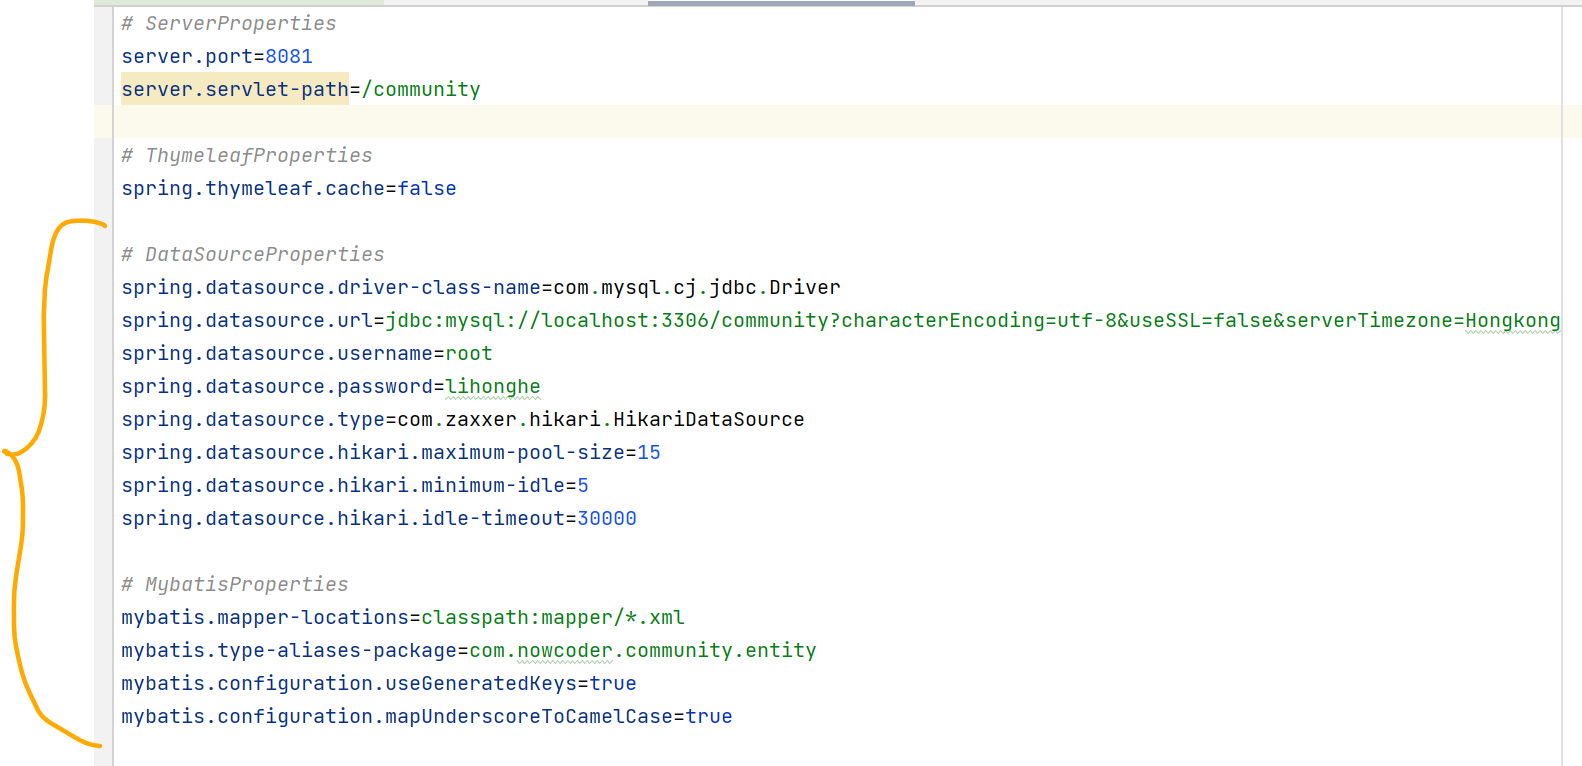 # ServerProperties
server.port=8081
server.servlet-path=/community
# ThymeleafProperties
spring.thymeleaf.cache=false
# DataSourceProperties
spring.datasource.driver-class-name=com.mysql.cj.jdbc.Driver
spring.datasource.url=jdbc:mysql://localhost:3306/community?characterEncoding=utf-8&useSSL=false&serverTimezone=Hongkong
spring.datasource.username=root
spring.datasource.password=lihonghe
spring.datasource.type=com.zaxxer.hikari.HikariDataSource
spring.datasource.hikari.maximum-pool-size=15
spring.datasource.hikari.minimum-idle=5
spring.datasource.hikari.idle-timeout=30000
# MybatisProperties
mybatis.mapper-locations=classpath:mapper/*.xml
mybatis.type-aliases-package=com.nowcoder.community.entity
mybatis.configuration.useGeneratedKeys=true
mybatis.configuration.mapUnderscoreToCamelCase=true